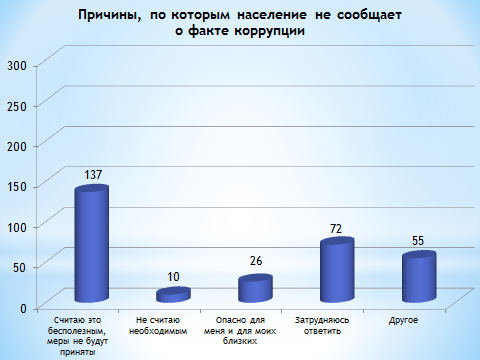 Причины, по которым население не сообщает
о факте коррупции
300
250
200
150
100
50
0
137
10
26
72
55
Считаю это
бесполезным,
меры не будут
приняты
Не считаю
необходимым
Опасно для
меня и для моих
близких
Затрудняюсь
ответить
Другое